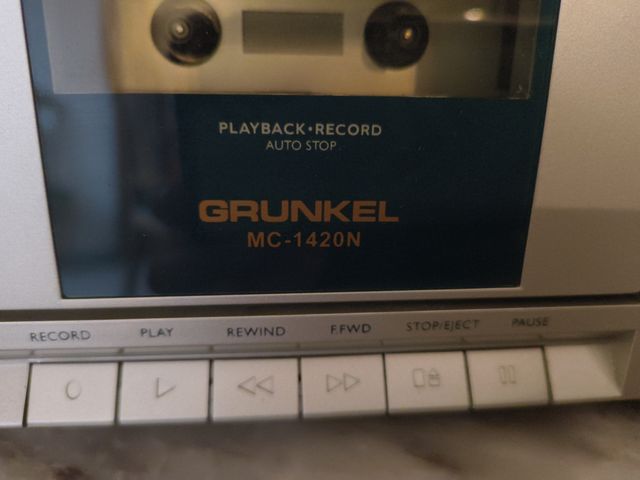 PLAYBACK•RECORD
AUTO STOP
GRUNKEL
MC-1420N
RECORD PLAY REWIND F.FWD STOP/EJECT PAUSE